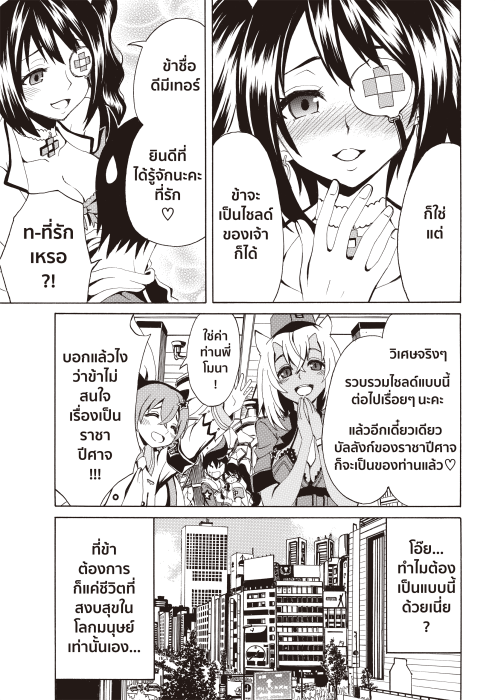 ก็ใช่
แต่
ข้าจะ
เป็นไชลด์
ของเจ้า
ก็ได้
ข้าชื่อ
ดีมีเทอร์
ยินดีที่
ได้รู้จักนะคะ
ที่รัก
♡
ท-ที่รัก
เหรอ
?!
วิเศษจริงๆ
รวบรวมไชลด์แบบนี้
ต่อไปเรื่อยๆ นะคะ
แล้วอีกเดี๋ยวเดียว
บัลลังก์ของราชาปีศาจ
ก็จะเป็นของท่านแล้ว♡
ใช่ค่า
ท่านพี่
โมนา
!
บอกแล้วไง
ว่าข้าไม่
สนใจ
เรื่องเป็น
ราชา
ปีศาจ
!!!
โอ๊ย...
ทำไมต้อง
เป็นแบบนี้
ด้วยเนี่ย
?
ที่ข้า
ต้องการ
ก็แค่ชีวิตที่
สงบสุขใน
โลกมนุษย์
เท่านั้นเอง...